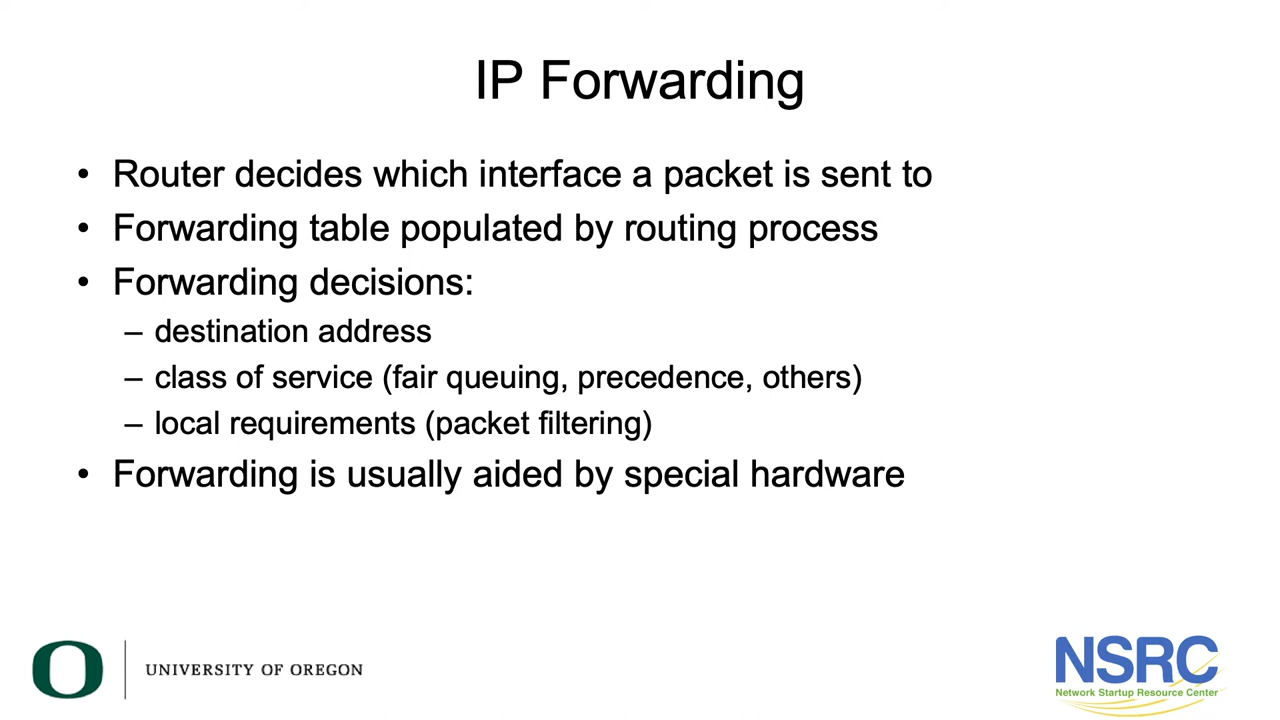 IP Forwarding
• Router decides which interface a packet is sent to
• Forwarding table populated by routing process
• Forwarding decisions:
– destination address
– class of service (fair queuing, precedence, others)
– local requirements (packet filtering)
• Forwarding is usually aided by special hardware
O
UNIVERSITY OF OREGON
NSRC
Network Startup Resource Center